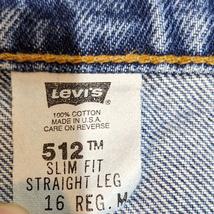 Levi's
100% COTTON
MADE IN U.S.A.
CARE ON REVERSE
512™
SLIM FIT
STRAIGHT LEG
16 REG. M